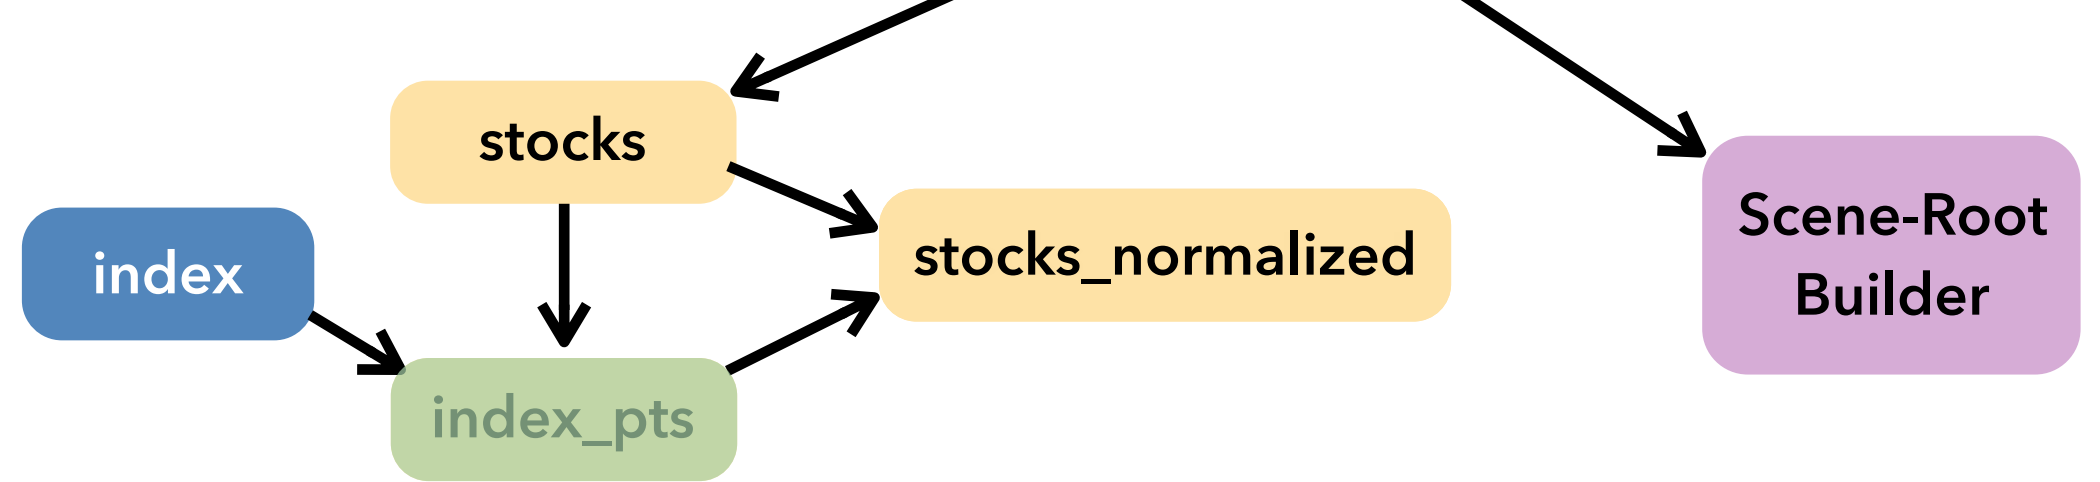 stocks
index
stocks_normalized
Scene-Root
Builder
index_pts